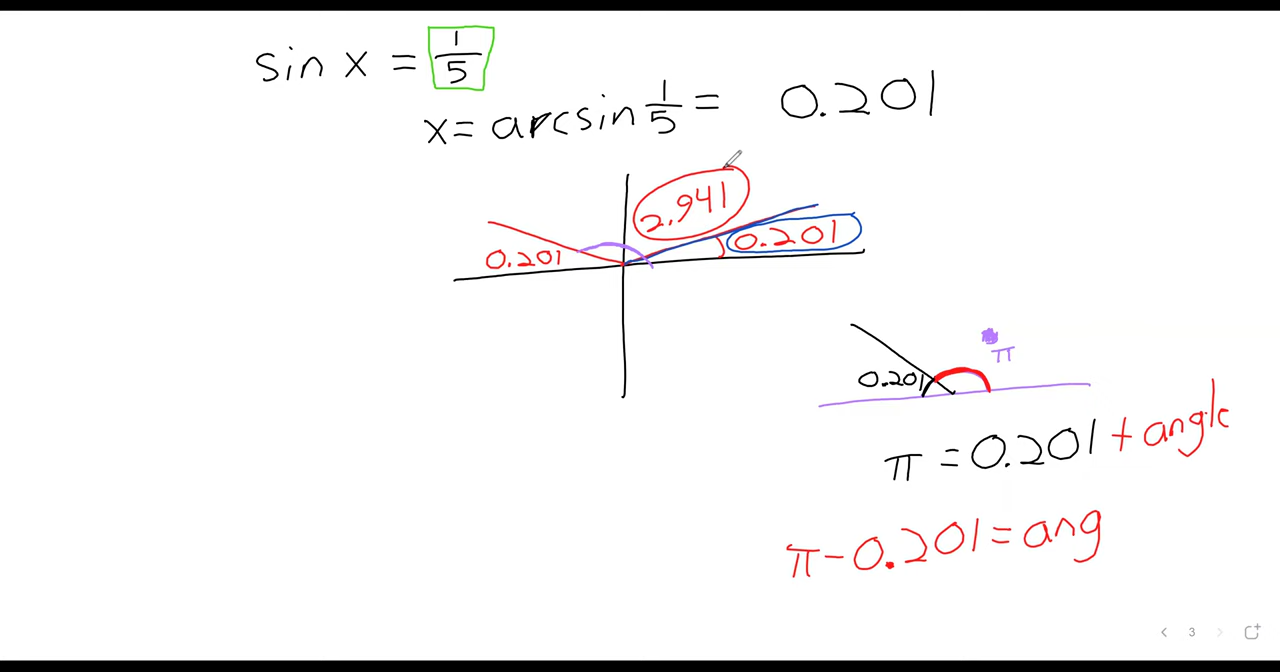 sin x = 1/5
x = arcsin 1/5 = 0.201
2.941
0.201
0.201
π
0.201
π = 0.201 + angle
π - 0.201 = ang
3